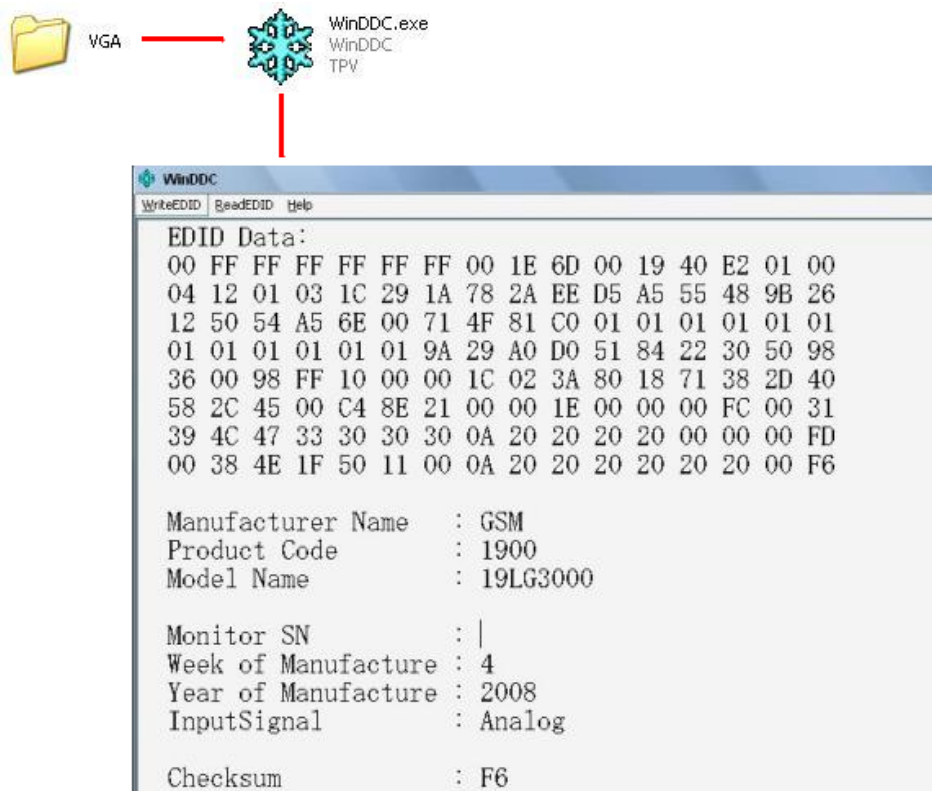 VGA
WinDDC.exe
WinDDC
TPV
WinDDC
WriteEDID ReadEDID Help
EDID Data:
00 FF FF FF FF FF FF 00 1E 6D 00 19 40 E2 01 00
04 12 01 03 1C 29 1A 78 2A EE D5 A5 55 48 9B 26
12 50 54 A5 6E 00 71 4F 81 C0 01 01 01 01 01 01
01 01 01 01 01 01 9A 29 A0 D0 51 84 22 30 50 98
36 00 98 FF 10 00 00 1C 02 3A 80 18 71 38 2D 40
58 2C 45 00 C4 8E 21 00 00 1E 00 00 00 FC 00 31
39 4C 47 33 30 30 30 0A 20 20 20 20 00 00 00 FD
00 38 4E 1F 50 11 00 0A 20 20 20 20 20 20 00 F6
Manufacturer Name : GSM
Product Code : 1900
Model Name : 19LG3000
Monitor SN :
Week of Manufacture : 4
Year of Manufacture : 2008
InputSignal : Analog
Checksum : F6